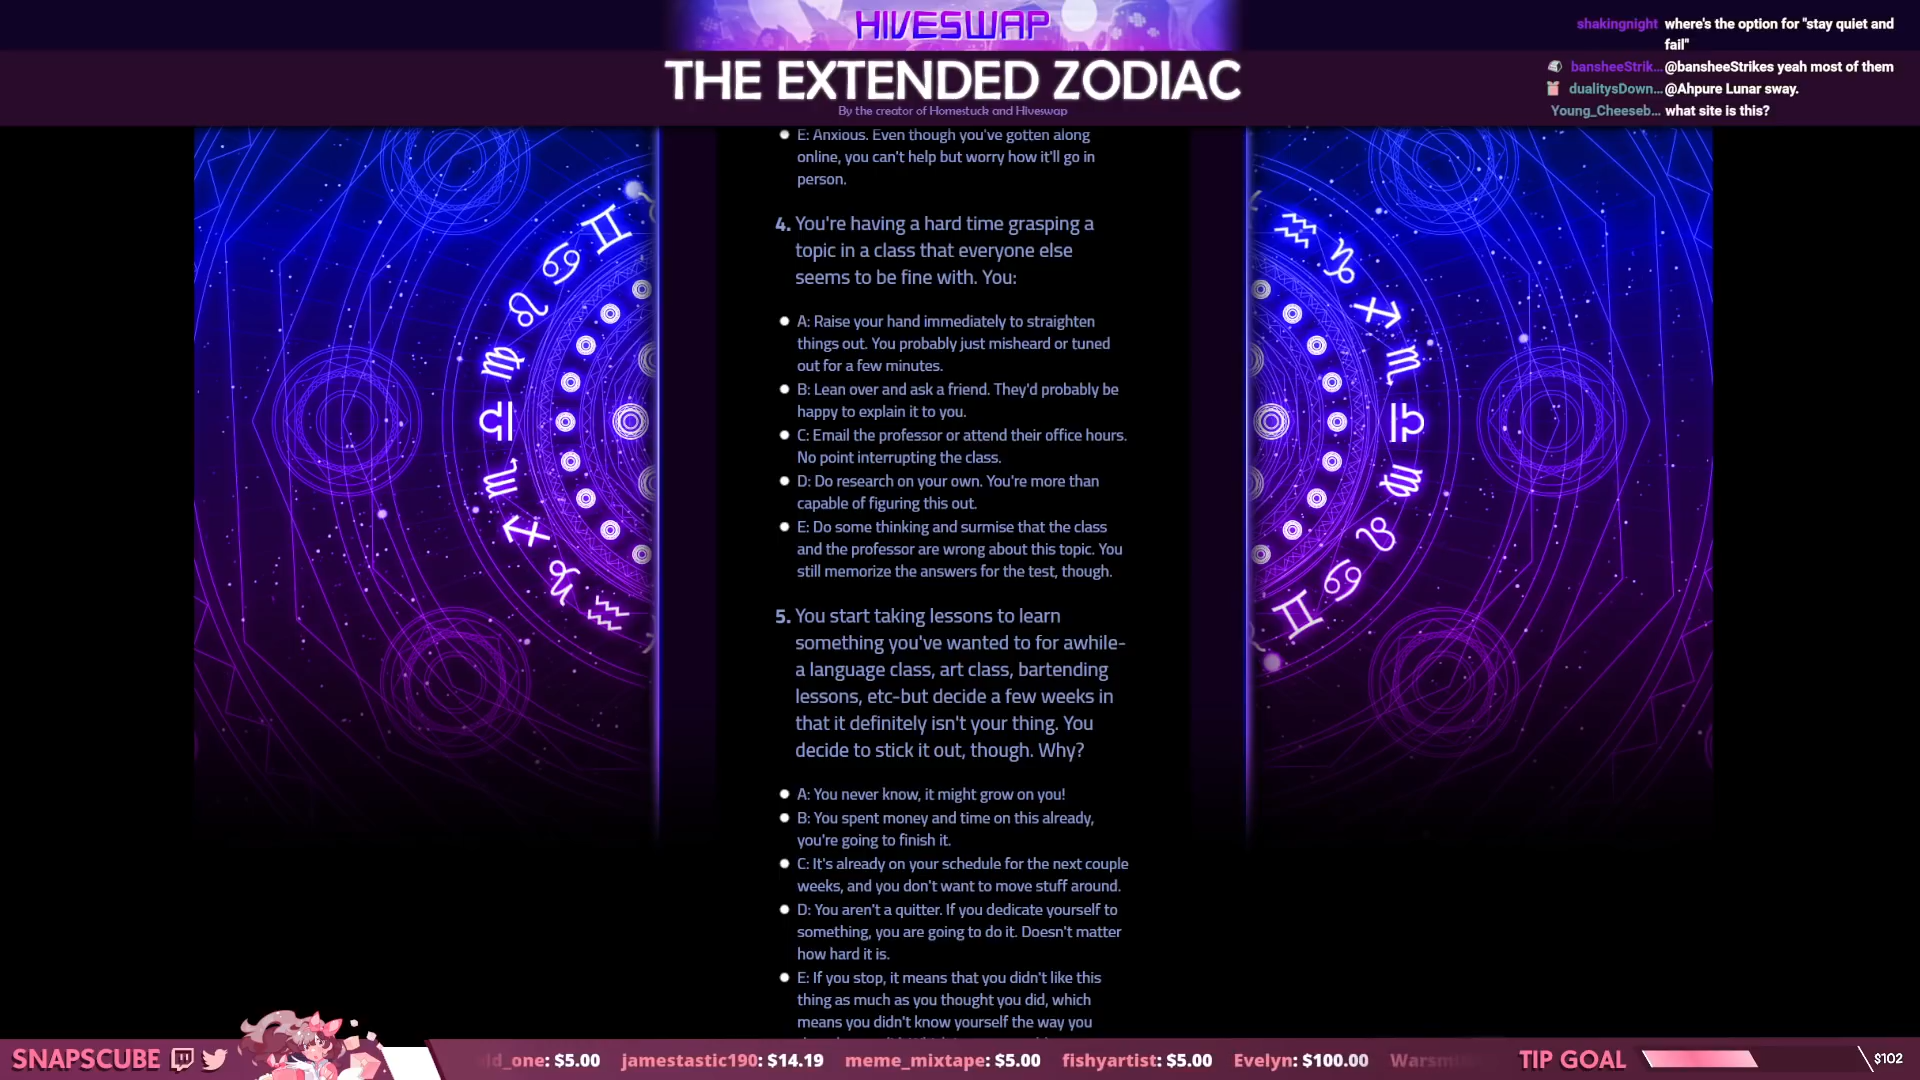 HIVESWAP
THE EXTENDED ZODIAC
By the creator of Homestuck and Hiveswap
shakingnight where's the option for "stay quiet and
fail"
bansheeStrik... @bansheeStrikes yeah most of them
dualitysDown... @Ahpure Lunar sway.
Young_Cheeseb... what site is this?
E: Anxious. Even though you've gotten along
online, you can't help but worry how it'll go in
person.
4. You're having a hard time grasping a
topic in a class that everyone else
seems to be fine with. You:
A: Raise your hand immediately to straighten
things out. You probably just misheard or tuned
out for a few minutes.
B: Lean over and ask a friend. They'd probably be
happy to explain it to you.
C: Email the professor or attend their office hours.
No point interrupting the class.
D: Do research on your own. You're more than
capable of figuring this out.
E: Do some thinking and surmise that the class
and the professor are wrong about this topic. You
still memorize the answers for the test, though.
5. You start taking lessons to learn
something you've wanted to for awhile-
a language class, art class, bartending
lessons, etc-but decide a few weeks in
that it definitely isn't your thing. You
decide to stick it out, though. Why?
A: You never know, it might grow on you!
B: You spent money and time on this already,
you're going to finish it.
C: It's already on your schedule for the next couple
weeks, and you don't want to move stuff around.
D: You aren't a quitter. If you dedicate yourself to
something, you are going to do it. Doesn't matter
how hard it is.
E: If you stop, it means that you didn't like this
thing as much as you thought you did, which
means you didn't know yourself the way you
SNAPSCUBE
ld_one: $5.00 jamestastic190: $14.19 meme_mixtape: $5.00 fishyartist: $5.00 Evelyn: $100.00
TIP GOAL $102